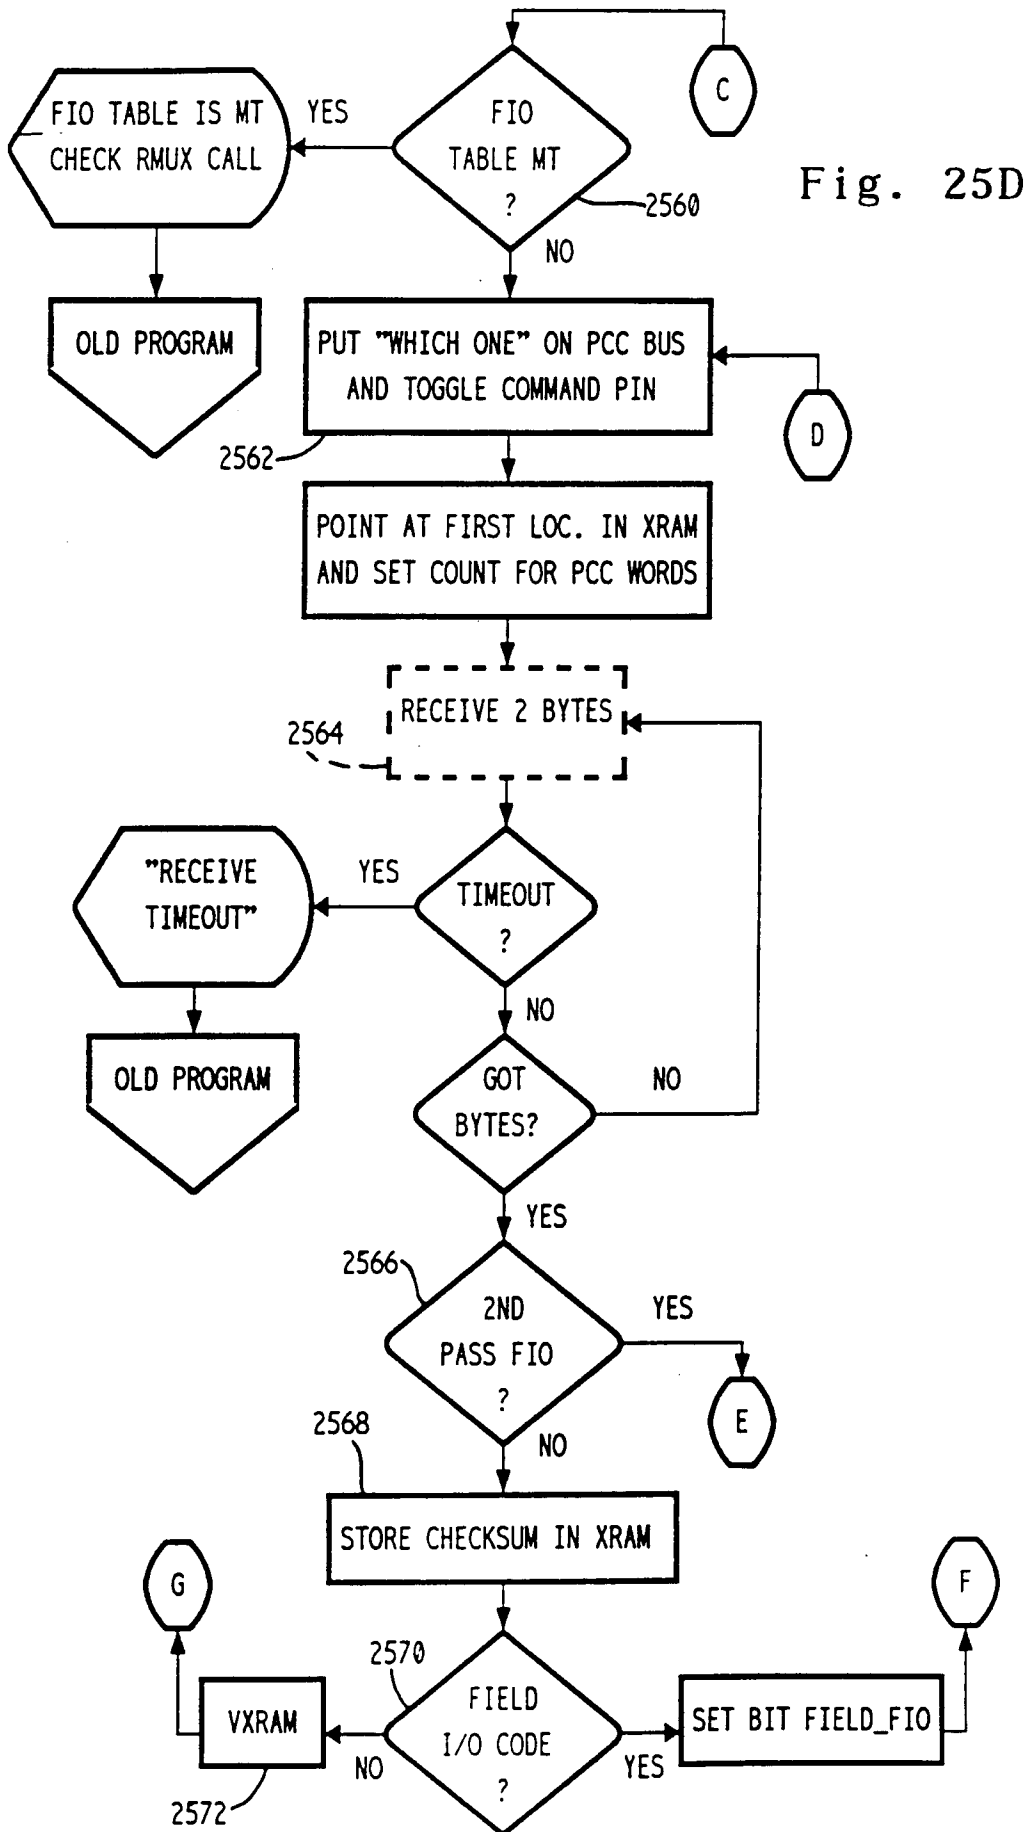 C
FIO TABLE IS MT
CHECK RMUX CALL
YES
FIO
TABLE MT
?
2560
Fig. 25D
NO
OLD PROGRAM
PUT "WHICH ONE" ON PCC BUS
AND TOGGLE COMMAND PIN
2562
D
POINT AT FIRST LOC. IN XRAM
AND SET COUNT FOR PCC WORDS
RECEIVE 2 BYTES
2564
"RECEIVE
TIMEOUT"
YES
TIMEOUT
?
NO
OLD PROGRAM
GOT
BYTES?
NO
YES
2566
2ND
PASS FIO
?
YES
E
2568
NO
STORE CHECKSUM IN XRAM
G
F
2570
VXRAM
FIELD
I/O CODE
?
SET BIT FIELD_FIO
NO
YES
2572